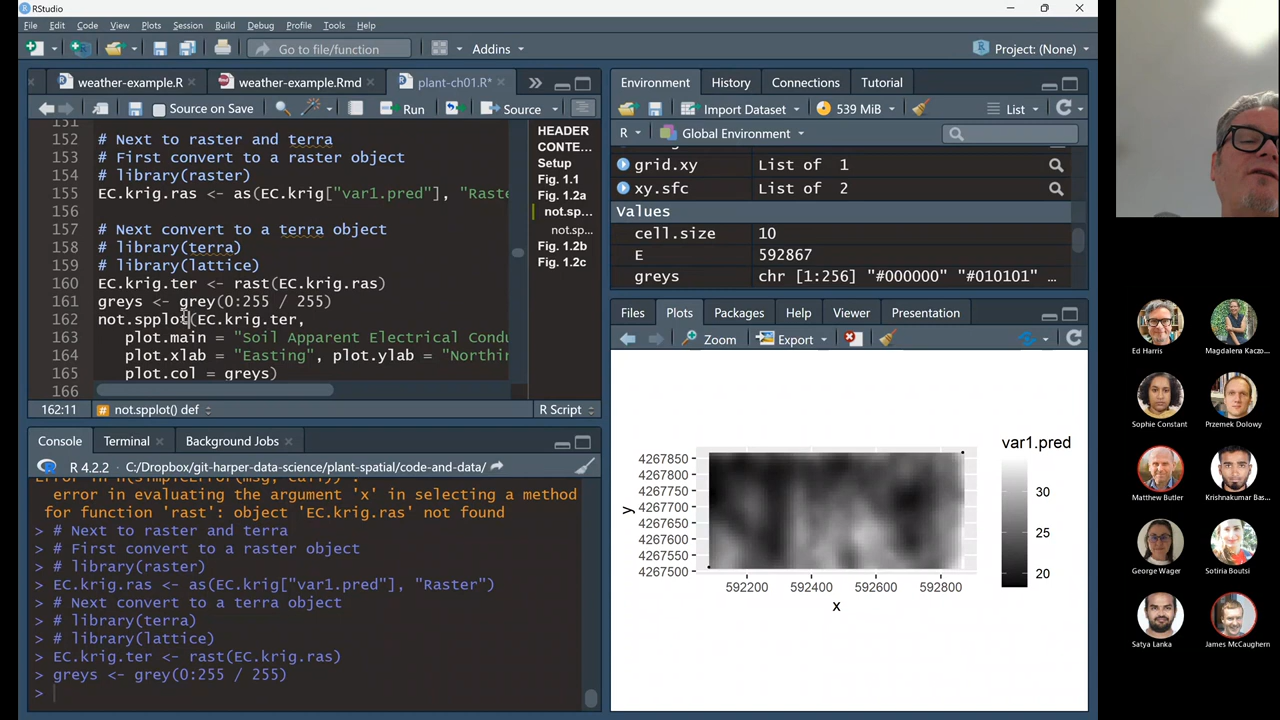 RStudio
File Edit Code View Plots Session Build Debug Profile Tools Help
Go to file/function
Addins
Project: (None)
weather-example.R
weather-example.Rmd
plant-ch01.R*
Source on Save
Run
Source
151
152 # Next to raster and terra
153 # First convert to a raster object
154 # library(raster)
155 EC.krig.ras <- as(EC.krig["var1.pred"], "Raste
156
157 # Next convert to a terra object
158 # library(terra)
159 # library(lattice)
160 EC.krig.ter <- rast(EC.krig.ras)
161 greys <- grey(0:255 / 255)
162 not.spplot(EC.krig.ter,
163 plot.main = "Soil Apparent Electrical Condu
164 plot.xlab = "Easting", plot.ylab = "Northin
165 plot.col = greys)
166
HEADER
CONTE...
Setup
Fig. 1.1
Fig. 1.2a
not.sp...
not.sp...
Fig. 1.2b
Fig. 1.2c
162:11
not.spplot() def
R Script
Console
Terminal
Background Jobs
R 4.2.2 · C:/Dropbox/git-harper-data-science/plant-spatial/code-and-data/
error in evaluating the argument 'x' in selecting a method
for function 'rast': object 'EC.krig.ras' not found
> # Next to raster and terra
> # First convert to a raster object
> # library(raster)
> EC.krig.ras <- as(EC.krig["var1.pred"], "Raster")
> # Next convert to a terra object
> # library(terra)
> # library(lattice)
> EC.krig.ter <- rast(EC.krig.ras)
> greys <- grey(0:255 / 255)
>
Environment
History
Connections
Tutorial
Import Dataset
539 MiB
List
R
Global Environment
grid.xy List of 1
xy.sfc List of 2
Values
cell.size 10
E 592867
greys chr [1:256] "#000000" "#010101" ...
Files
Plots
Packages
Help
Viewer
Presentation
Zoom
Export
var1.pred
30
25
20
4267850
4267800
4267750
4267700
4267650
4267600
4267550
4267500
y
592200 592400 592600 592800
x
Ed Harris
Magdalena Kaczo...
Sophie Constant
Przemek Dolowy
Matthew Butler
Krishnakumar Bas...
George Wager
Sotiria Boutsi
Satya Lanka
James McCaughern